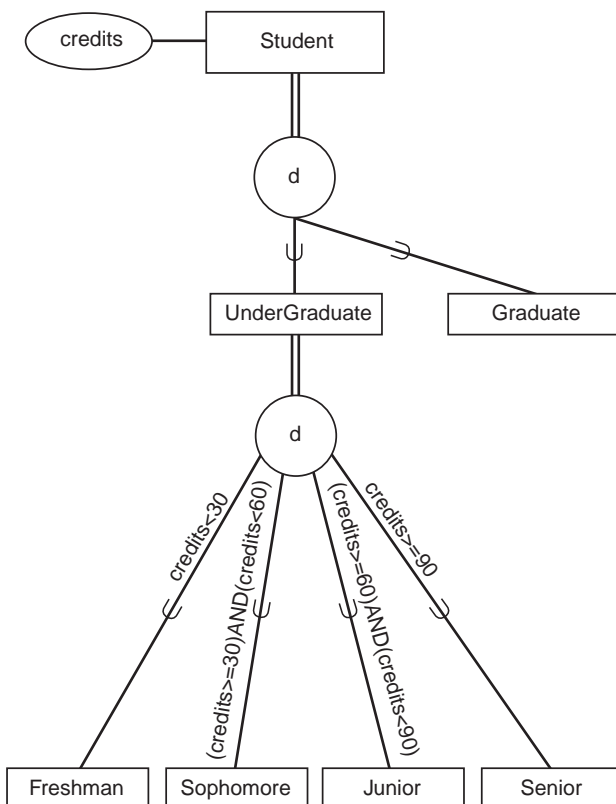 credits
Student
d
UnderGraduate
Graduate
d
credits<30
(credits>=30)AND(credits<60)
(credits>=60)AND(credits<90)
credits>=90
Freshman
Sophomore
Junior
Senior